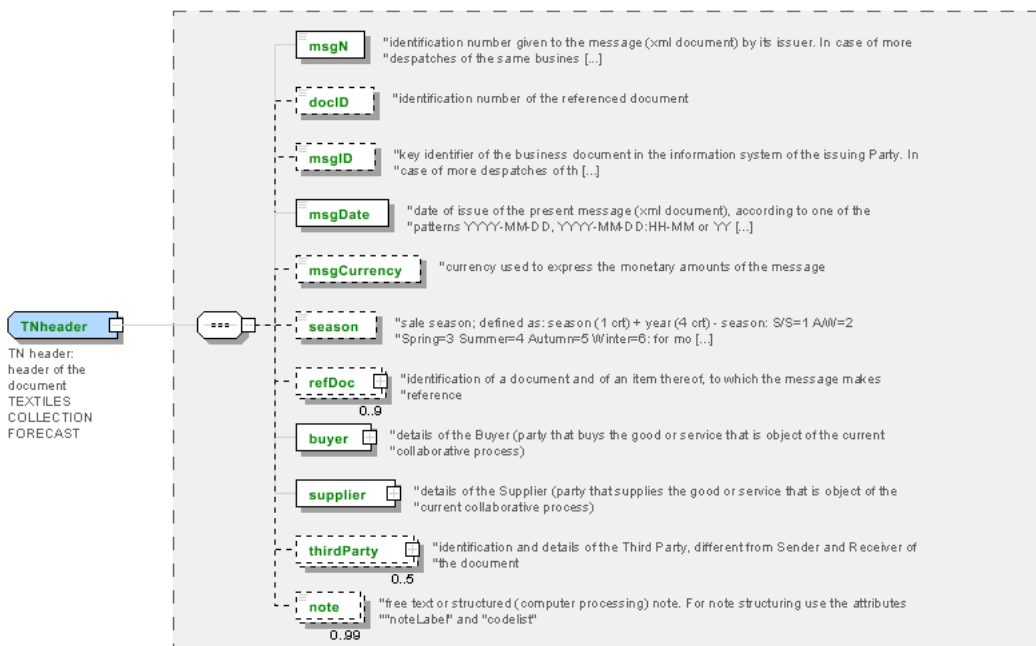 msgN
"identification number given to the message (xml document) by its issuer. In case of more
"despatches of the same busines [...]
docID
"identification number of the referenced document
msgID
"key identifier of the business document in the information system of the issuing Party. In
"case of more despatches of th [...]
msgDate
"date of issue of the present message (xml document), according to one of the
"patterns YYYY-MM-DD, YYYY-MM-DD:HH-MM or YY [...]
msgCurrency
"currency used to express the monetary amounts of the message
TNheader
TN header:
header of the
document
TEXTILES
COLLECTION
FORECAST
season
"sale season; defined as: season (1 crt) + year (4 crt) - season: S/S=1 A/W=2
"Spring=3 Summer=4 Autumn=5 Winter=6: for mo [...]
refDoc
0..9
"identification of a document and of an item thereof, to which the message makes
"reference
buyer
"details of the Buyer (party that buys the good or service that is object of the current
"collaborative process)
supplier
"details of the Supplier (party that supplies the good or service that is object of the
"current collaborative process)
thirdParty
0..5
"identification and details of the Third Party, different from Sender and Receiver of
"the document
note
0..99
"free text or structured (computer processing) note. For note structuring use the attributes
""noteLabel" and "codelist"